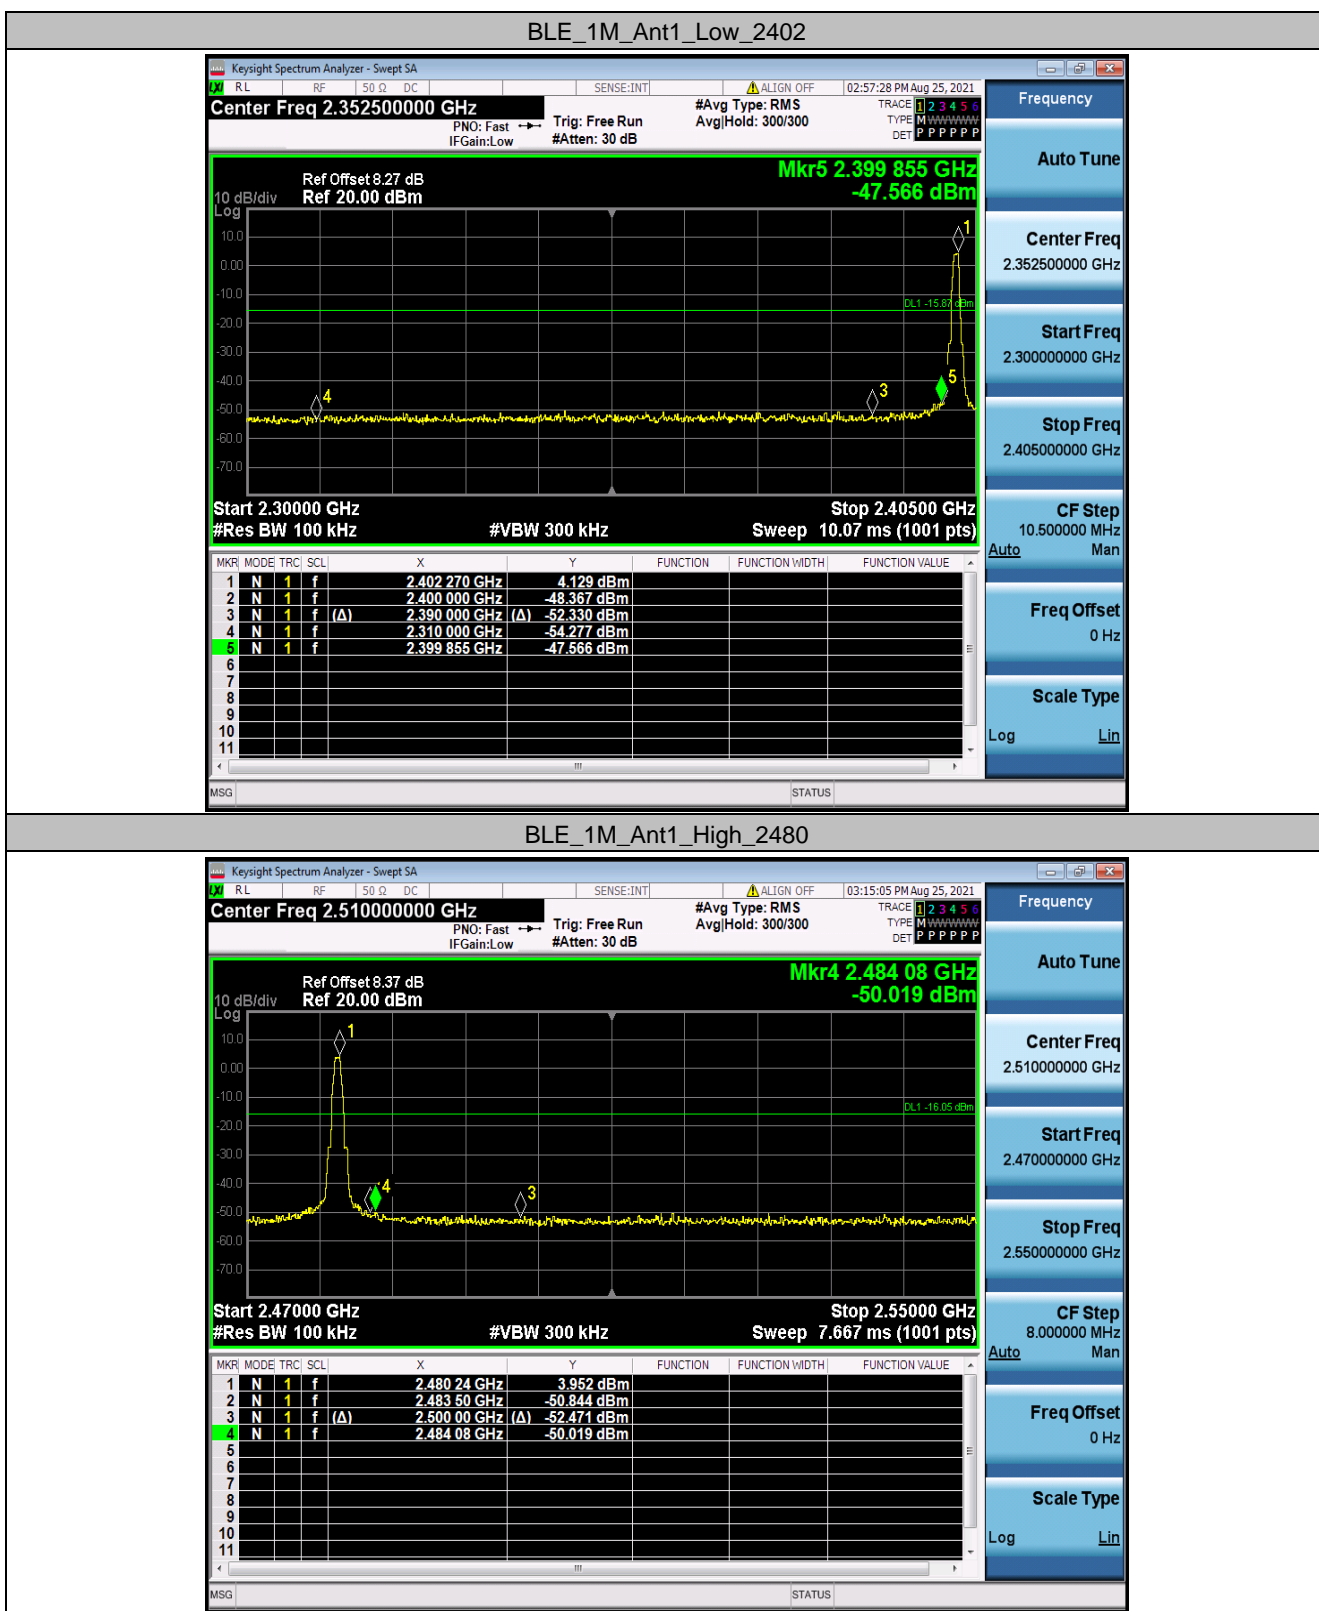 BLE_1M_Ant1_Low_2402
Keysight Spectrum Analyzer - Swept SA
LXI RL RF 50 Ω DC SENSE:INT ALIGN OFF 02:57:28 PM Aug 25, 2021
Center Freq 2.352500000 GHz
PNO: Fast
IFGain:Low
Trig: Free Run
#Atten: 30 dB
#Avg Type: RMS
Avg|Hold: 300/300
TRACE 1 2 3 4 5 6
TYPE M W W W W W
DET P P P P P P
Mkr5 2.399 855 GHz
-47.566 dBm
Ref Offset 8.27 dB
10 dB/div Ref 20.00 dBm
Log
10.0
0.00
-10.0
-20.0
-30.0
-40.0
-50.0
-60.0
-70.0
1
DL1 -15.87 dBm
5
3
4
Start 2.30000 GHz Stop 2.40500 GHz
#Res BW 100 kHz #VBW 300 kHz Sweep 10.07 ms (1001 pts)
MKR MODE TRC SCL X Y FUNCTION FUNCTION WIDTH FUNCTION VALUE
1 N 1 f 2.402 270 GHz 4.129 dBm
2 N 1 f 2.400 000 GHz -48.367 dBm
3 N 1 f (Δ) 2.390 000 GHz (Δ) -52.330 dBm
4 N 1 f 2.310 000 GHz -54.277 dBm
5 N 1 f 2.399 855 GHz -47.566 dBm
6
7
8
9
10
11
MSG STATUS
Frequency
Auto Tune
Center Freq
2.352500000 GHz
Start Freq
2.300000000 GHz
Stop Freq
2.405000000 GHz
CF Step
10.500000 MHz
Auto Man
Freq Offset
0 Hz
Scale Type
Log Lin
BLE_1M_Ant1_High_2480
Keysight Spectrum Analyzer - Swept SA
LXI RL RF 50 Ω DC SENSE:INT ALIGN OFF 03:15:05 PM Aug 25, 2021
Center Freq 2.510000000 GHz
PNO: Fast
IFGain:Low
Trig: Free Run
#Atten: 30 dB
#Avg Type: RMS
Avg|Hold: 300/300
TRACE 1 2 3 4 5 6
TYPE M W W W W W
DET P P P P P P
Mkr4 2.484 08 GHz
-50.019 dBm
Ref Offset 8.37 dB
10 dB/div Ref 20.00 dBm
Log
10.0
0.00
-10.0
-20.0
-30.0
-40.0
-50.0
-60.0
-70.0
1
DL1 -16.05 dBm
4
3
Start 2.47000 GHz Stop 2.55000 GHz
#Res BW 100 kHz #VBW 300 kHz Sweep 7.667 ms (1001 pts)
MKR MODE TRC SCL X Y FUNCTION FUNCTION WIDTH FUNCTION VALUE
1 N 1 f 2.480 24 GHz 3.952 dBm
2 N 1 f 2.483 50 GHz -50.844 dBm
3 N 1 f (Δ) 2.500 00 GHz (Δ) -52.471 dBm
4 N 1 f 2.484 08 GHz -50.019 dBm
5
6
7
8
9
10
11
MSG STATUS
Frequency
Auto Tune
Center Freq
2.510000000 GHz
Start Freq
2.470000000 GHz
Stop Freq
2.550000000 GHz
CF Step
8.000000 MHz
Auto Man
Freq Offset
0 Hz
Scale Type
Log Lin